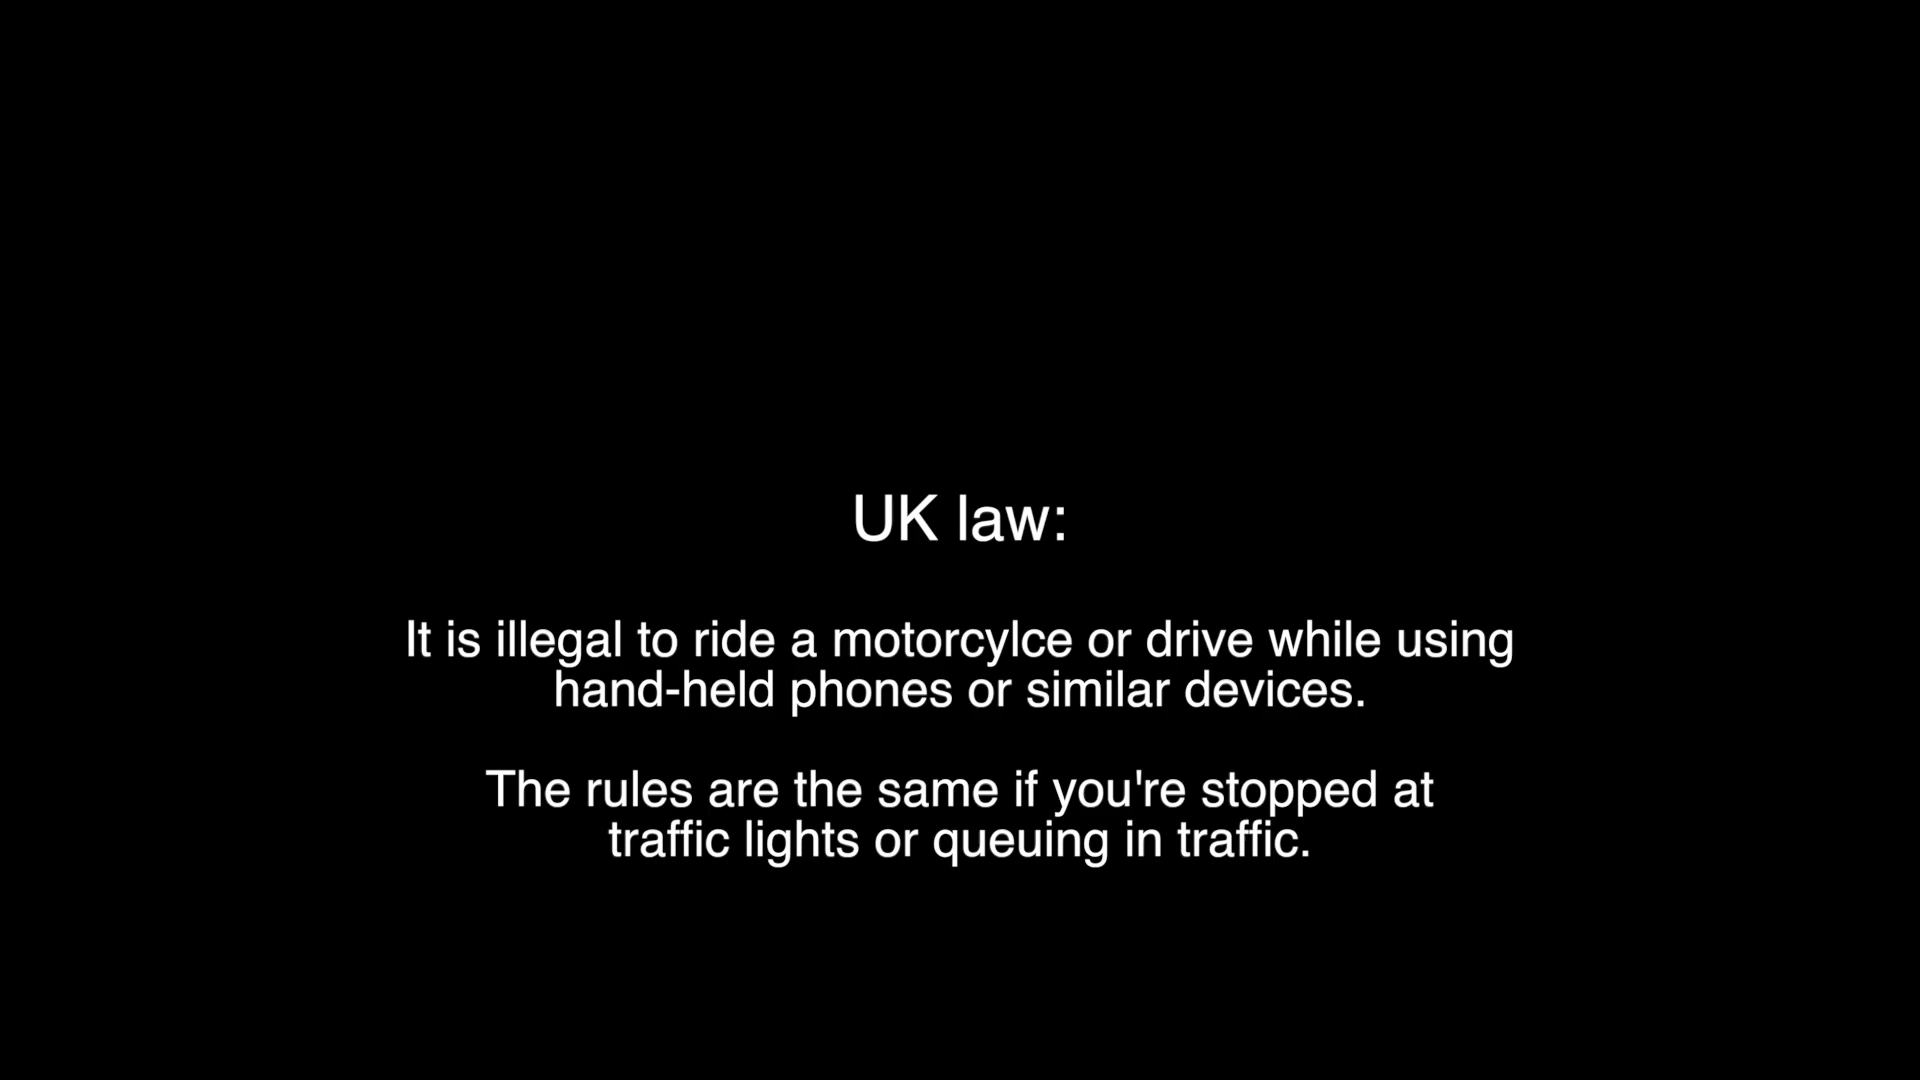 UK law:
It is illegal to ride a motorcylce or drive while using
hand-held phones or similar devices.
The rules are the same if you're stopped at
traffic lights or queuing in traffic.